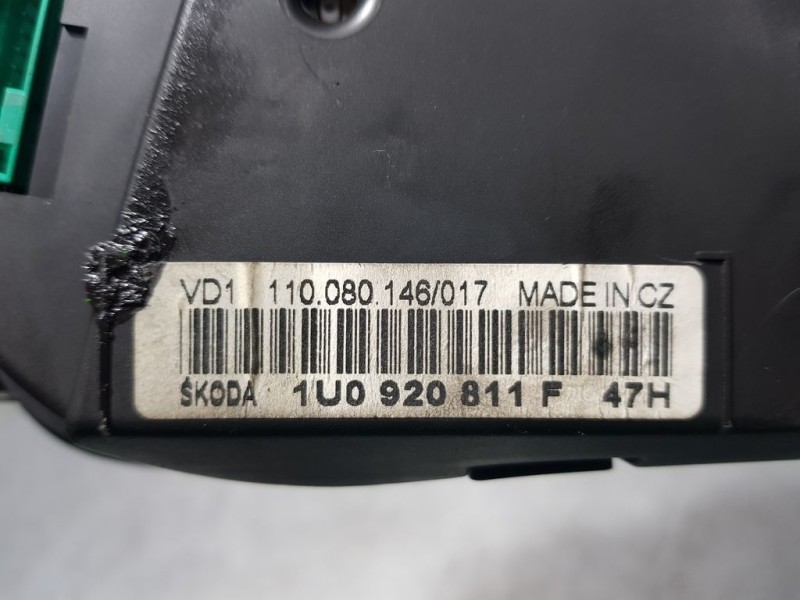 VD1 110.080.146/017 MADE IN CZ
ŠKODA 1U0 920 811 F 47H